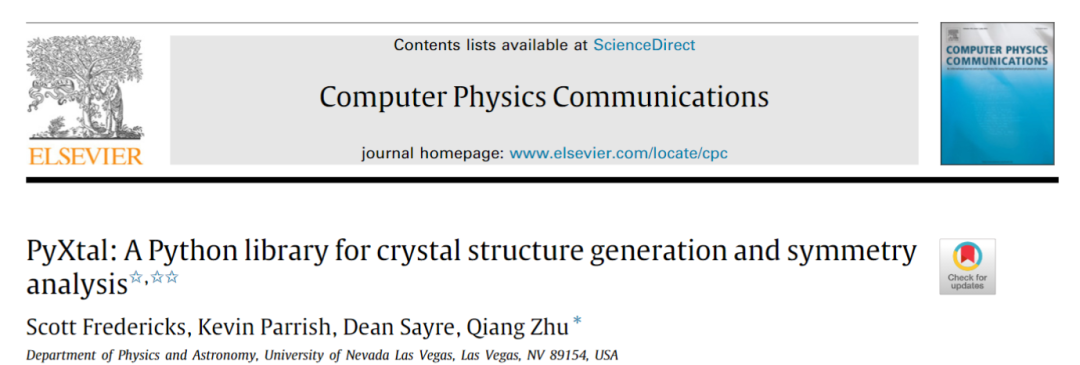 Contents lists available at ScienceDirect
Computer Physics Communications
journal homepage: www.elsevier.com/locate/cpc
ELSEVIER
COMPUTER PHYSICS
COMMUNICATIONS
PyXtal: A Python library for crystal structure generation and symmetry
analysis☆,☆☆
Check for
updates
Scott Fredericks, Kevin Parrish, Dean Sayre, Qiang Zhu*
Department of Physics and Astronomy, University of Nevada Las Vegas, Las Vegas, NV 89154, USA